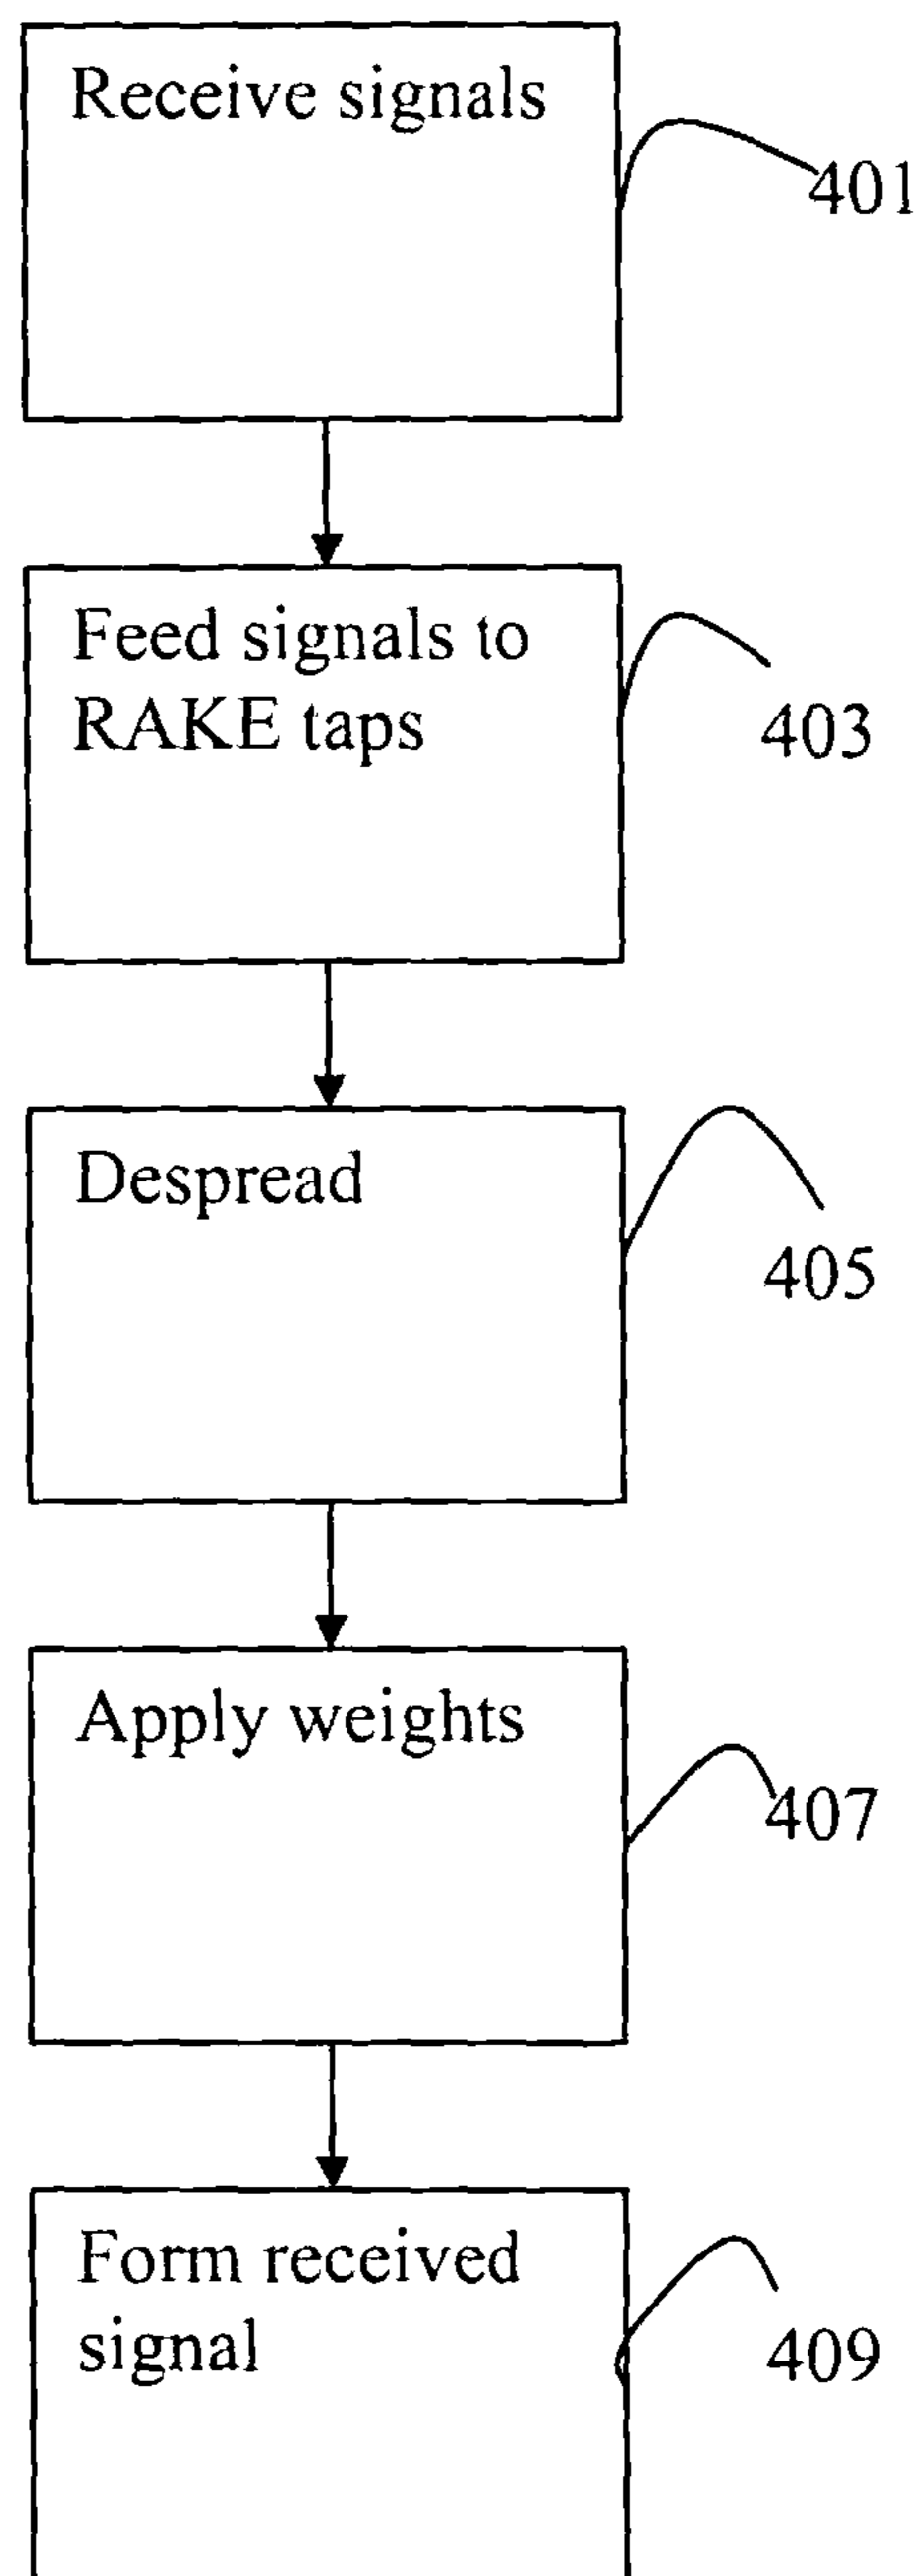 Receive signals
401
Feed signals to
RAKE taps
403
Despread
405
Apply weights
407
Form received
signal
409